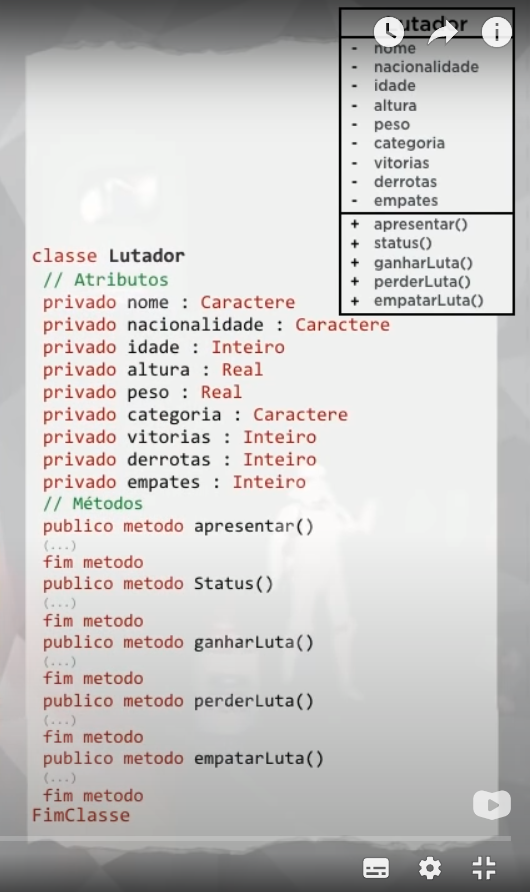 Lutador
- nome
- nacionalidade
- idade
- altura
- peso
- categoria
- vitorias
- derrotas
- empates
+ apresentar()
+ status()
+ ganharLuta()
+ perderLuta()
+ empatarLuta()
classe Lutador
// Atributos
privado nome : Caractere
privado nacionalidade : Caractere
privado idade : Inteiro
privado altura : Real
privado peso : Real
privado categoria : Caractere
privado vitorias : Inteiro
privado derrotas : Inteiro
privado empates : Inteiro
// Métodos
publico metodo apresentar()
(...)
fim metodo
publico metodo Status()
(...)
fim metodo
publico metodo ganharLuta()
(...)
fim metodo
publico metodo perderLuta()
(...)
fim metodo
publico metodo empatarLuta()
(...)
fim metodo
FimClasse